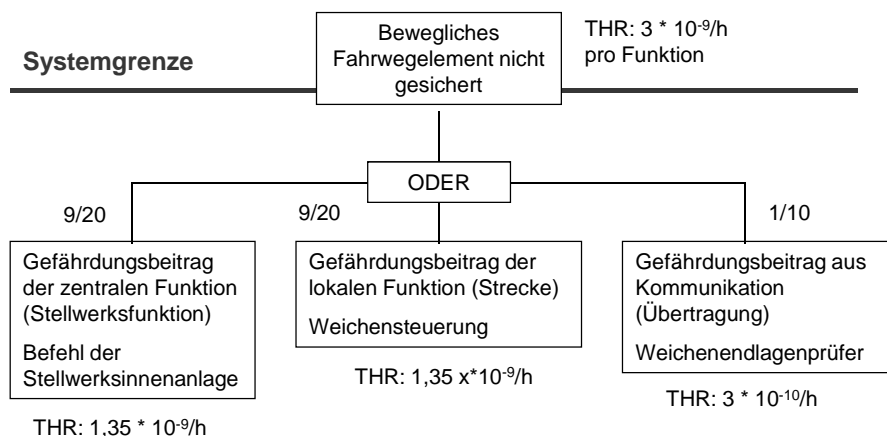 Systemgrenze
Bewegliches
Fahrwegelement nicht
gesichert
THR: 3 * 10⁻⁹/h
pro Funktion
ODER
9/20
9/20
1/10
Gefährdungsbeitrag
der zentralen Funktion
(Stellwerksfunktion)
Befehl der
Stellwerksinnenanlage
THR: 1,35 * 10⁻⁹/h
Gefährdungsbeitrag der
lokalen Funktion (Strecke)
Weichensteuerung
THR: 1,35 x*10⁻⁹/h
Gefährdungsbeitrag aus
Kommunikation
(Übertragung)
Weichenendlagenprüfer
THR: 3 * 10⁻¹⁰/h